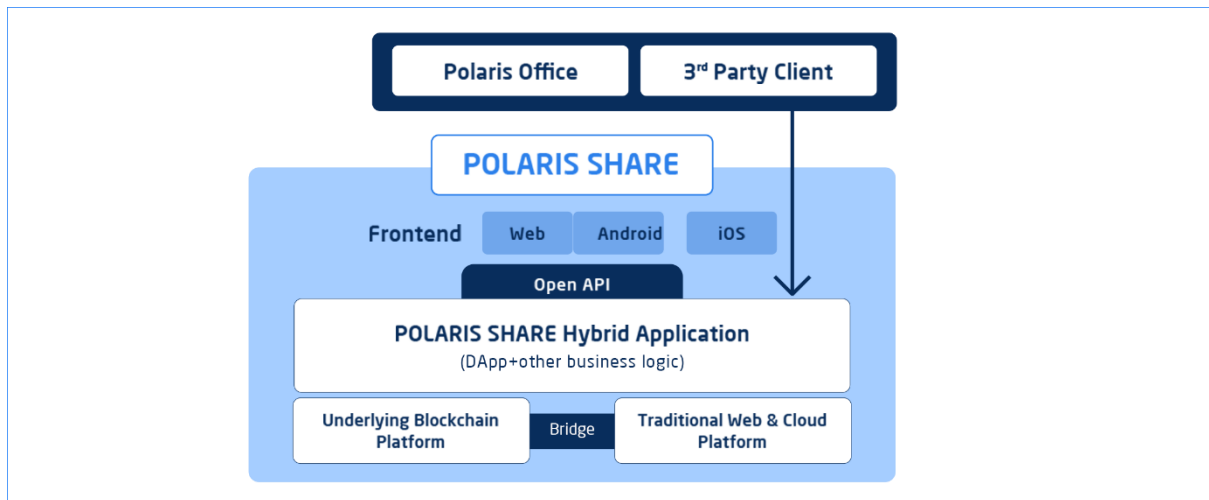 Polaris Office
3rd Party Client
POLARIS SHARE
Frontend
Web
Android
iOS
Open API
POLARIS SHARE Hybrid Application
(DApp+other business logic)
Underlying Blockchain
Platform
Bridge
Traditional Web & Cloud
Platform